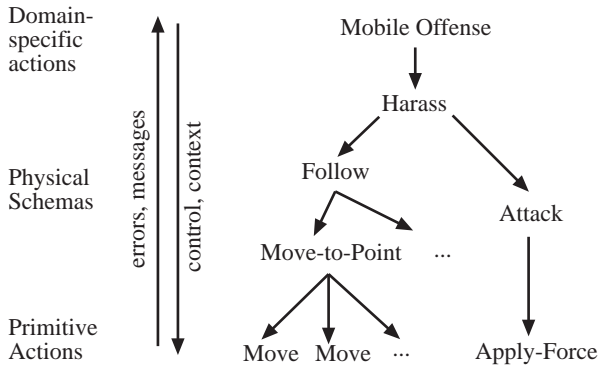 Domain-
specific
actions
Mobile Offense
Harass
errors, messages
control, context
Physical
Schemas
Follow
Attack
Move-to-Point
...
Primitive
Actions
Move
Move
...
Apply-Force